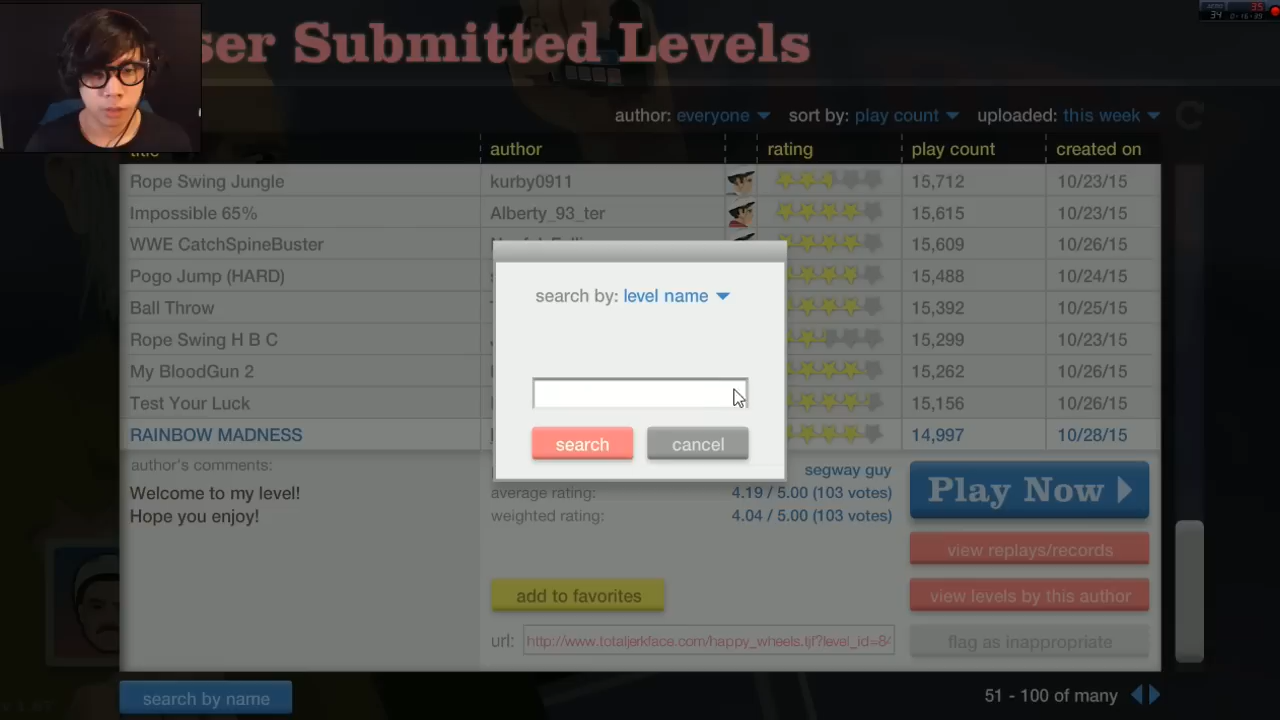 ser Submitted Levels
author: everyone sort by: play count uploaded: this week
author rating play count created on
Rope Swing Jungle kurby0911 15,712 10/23/15
Impossible 65% Alberty_93_ter 15,615 10/23/15
WWE CatchSpineBuster 15,609 10/26/15
Pogo Jump (HARD) 15,488 10/24/15
Ball Throw 15,392 10/25/15
Rope Swing H B C 15,299 10/23/15
My BloodGun 2 15,262 10/26/15
Test Your Luck 15,156 10/26/15
RAINBOW MADNESS 14,997 10/28/15
search by: level name
search cancel
author's comments:
Welcome to my level!
Hope you enjoy!
segway guy
average rating: 4.19 / 5.00 (103 votes)
weighted rating: 4.04 / 5.00 (103 votes)
add to favorites
url: http://www.totaljerkface.com/happy_wheels.tjf?level_id=8
Play Now
view replays/records
view levels by this author
flag as inappropriate
search by name
51 - 100 of many